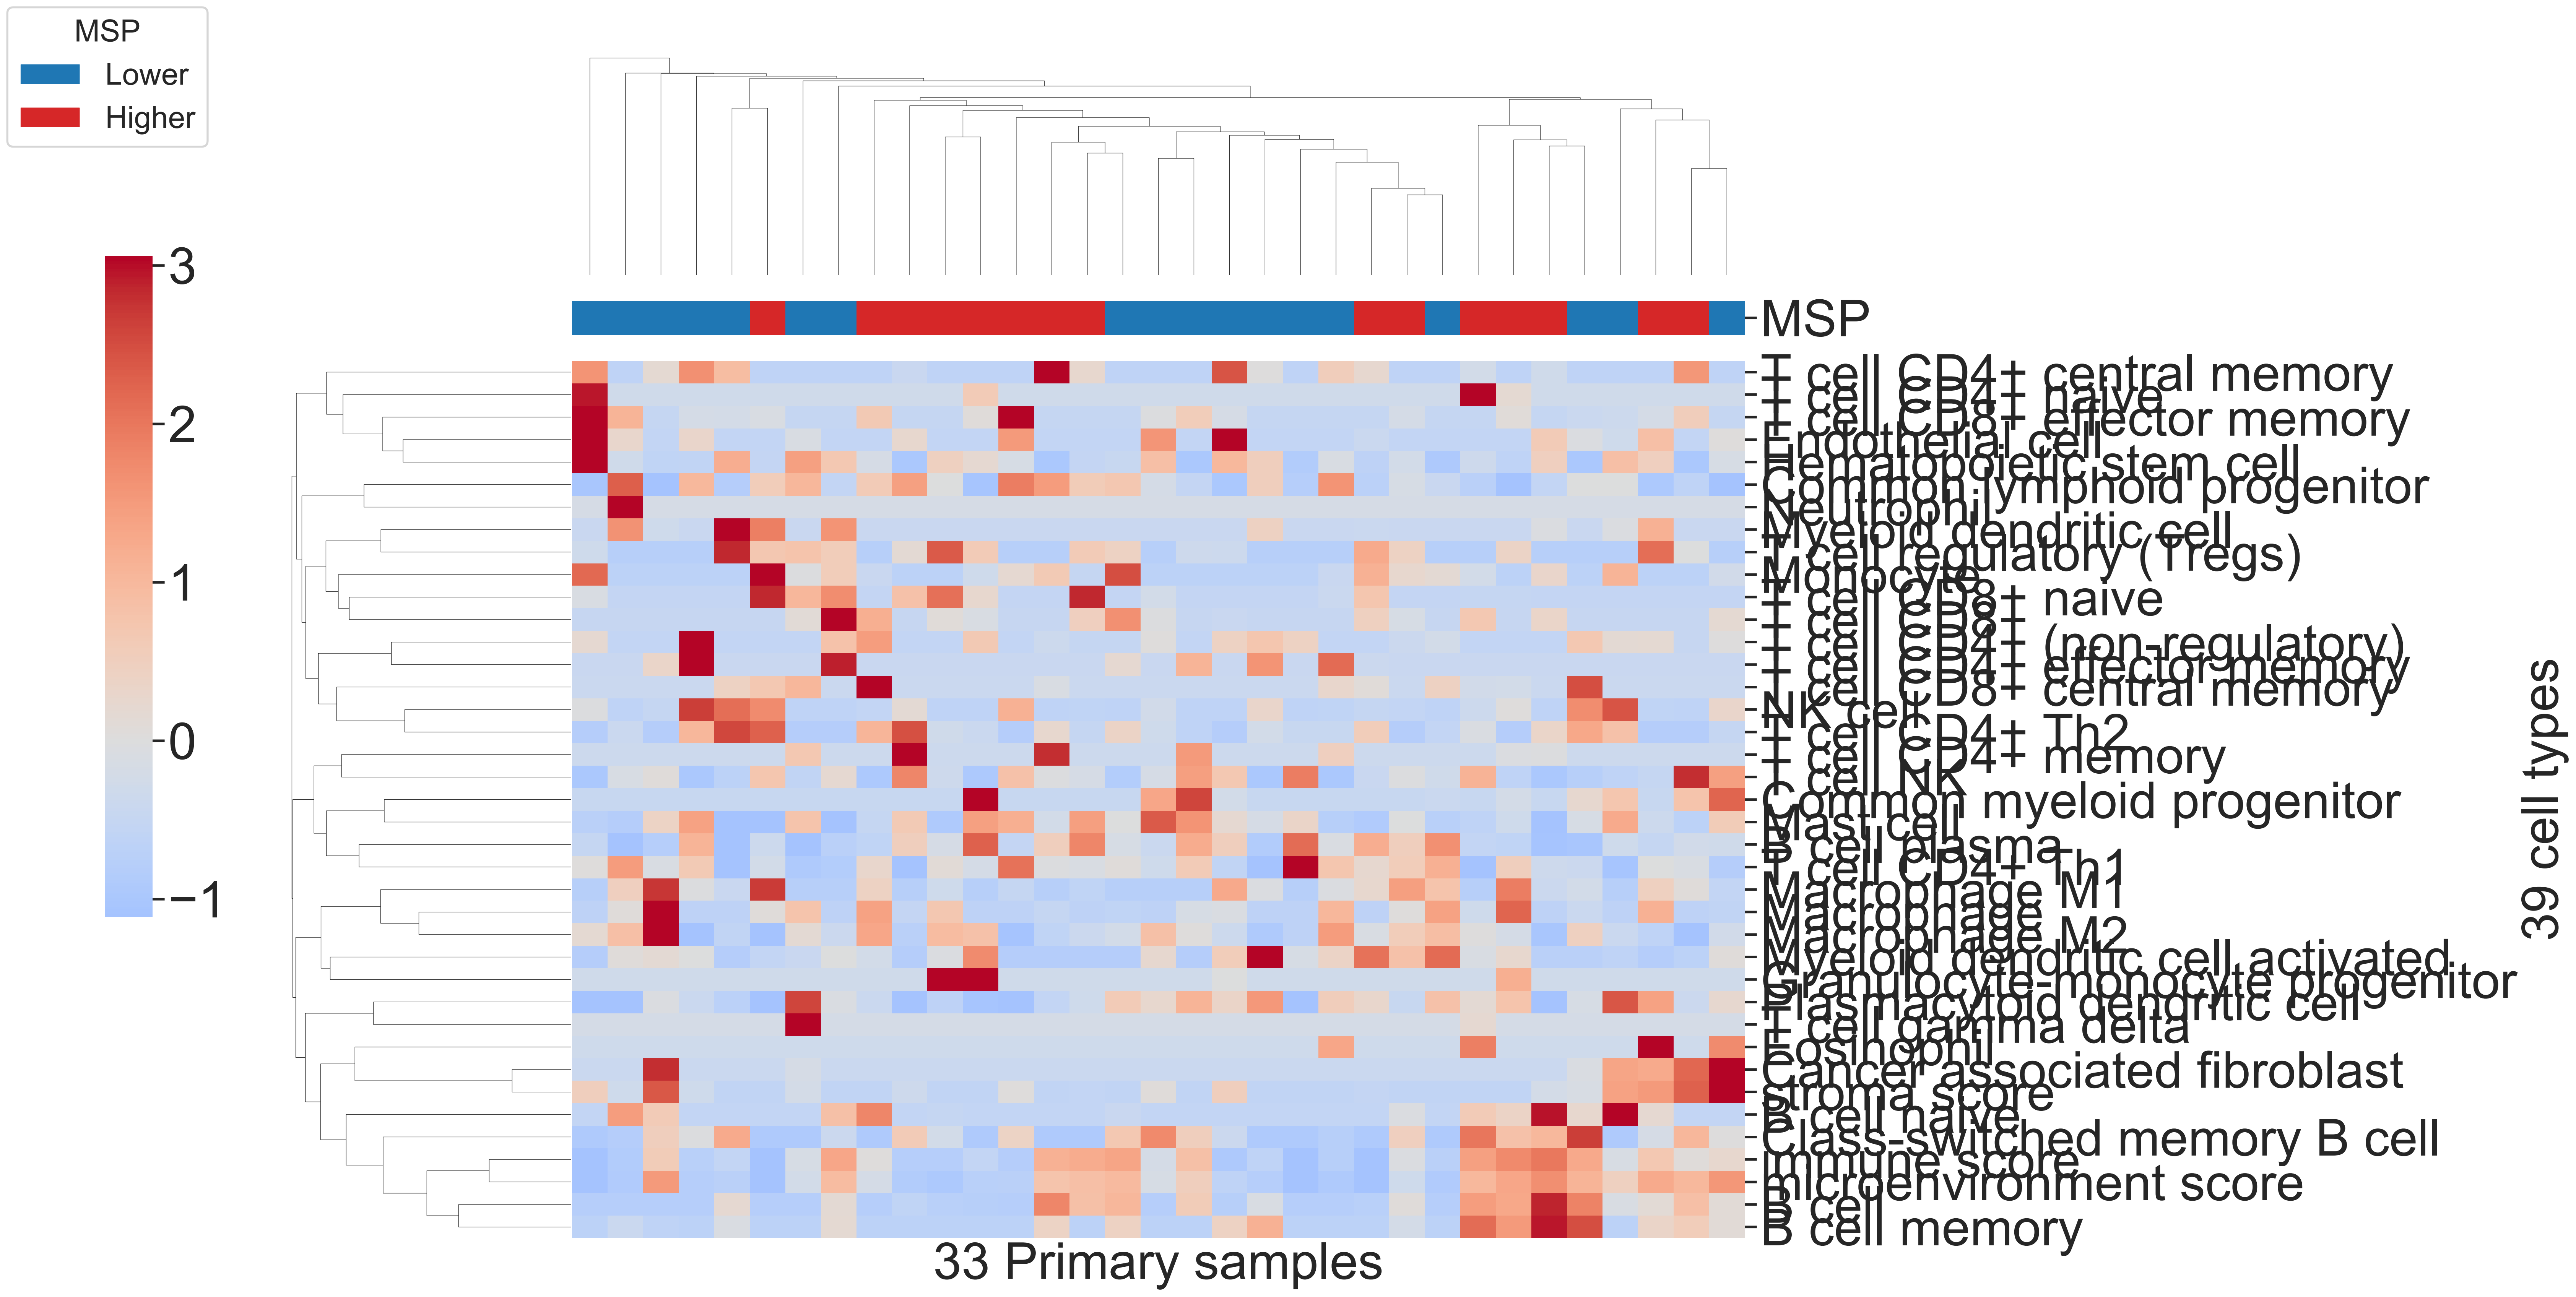 MSP
Lower
Higher
3
2
1
0
−1
MSP
T cell CD4+ central memory
T cell CD4+ naive
T cell CD8+ effector memory
Endothelial cell
Hematopoietic stem cell
Common lymphoid progenitor
Neutrophil
Myeloid dendritic cell
T cell regulatory (Tregs)
Monocyte
T cell CD8+ naive
T cell CD8+
T cell CD4+ (non-regulatory)
T cell CD4+ effector memory
T cell CD8+ central memory
NK cell
T cell CD4+ Th2
T cell CD4+ memory
T cell NK
Common myeloid progenitor
Mast cell
B cell plasma
T cell CD4+ Th1
Macrophage M1
Macrophage
Macrophage M2
Myeloid dendritic cell activated
Granulocyte-monocyte progenitor
Plasmacytoid dendritic cell
T cell gamma delta
Eosinophil
Cancer associated fibroblast
stroma score
B cell naive
Class-switched memory B cell
immune score
microenvironment score
B cell
B cell memory
39 cell types
33 Primary samples